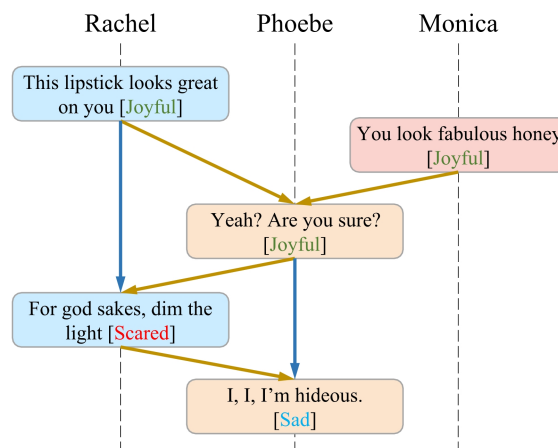 Rachel
Phoebe
Monica
This lipstick looks great
on you [Joyful]
You look fabulous honey
[Joyful]
Yeah? Are you sure?
[Joyful]
For god sakes, dim the
light [Scared]
I, I, I’m hideous.
[Sad]